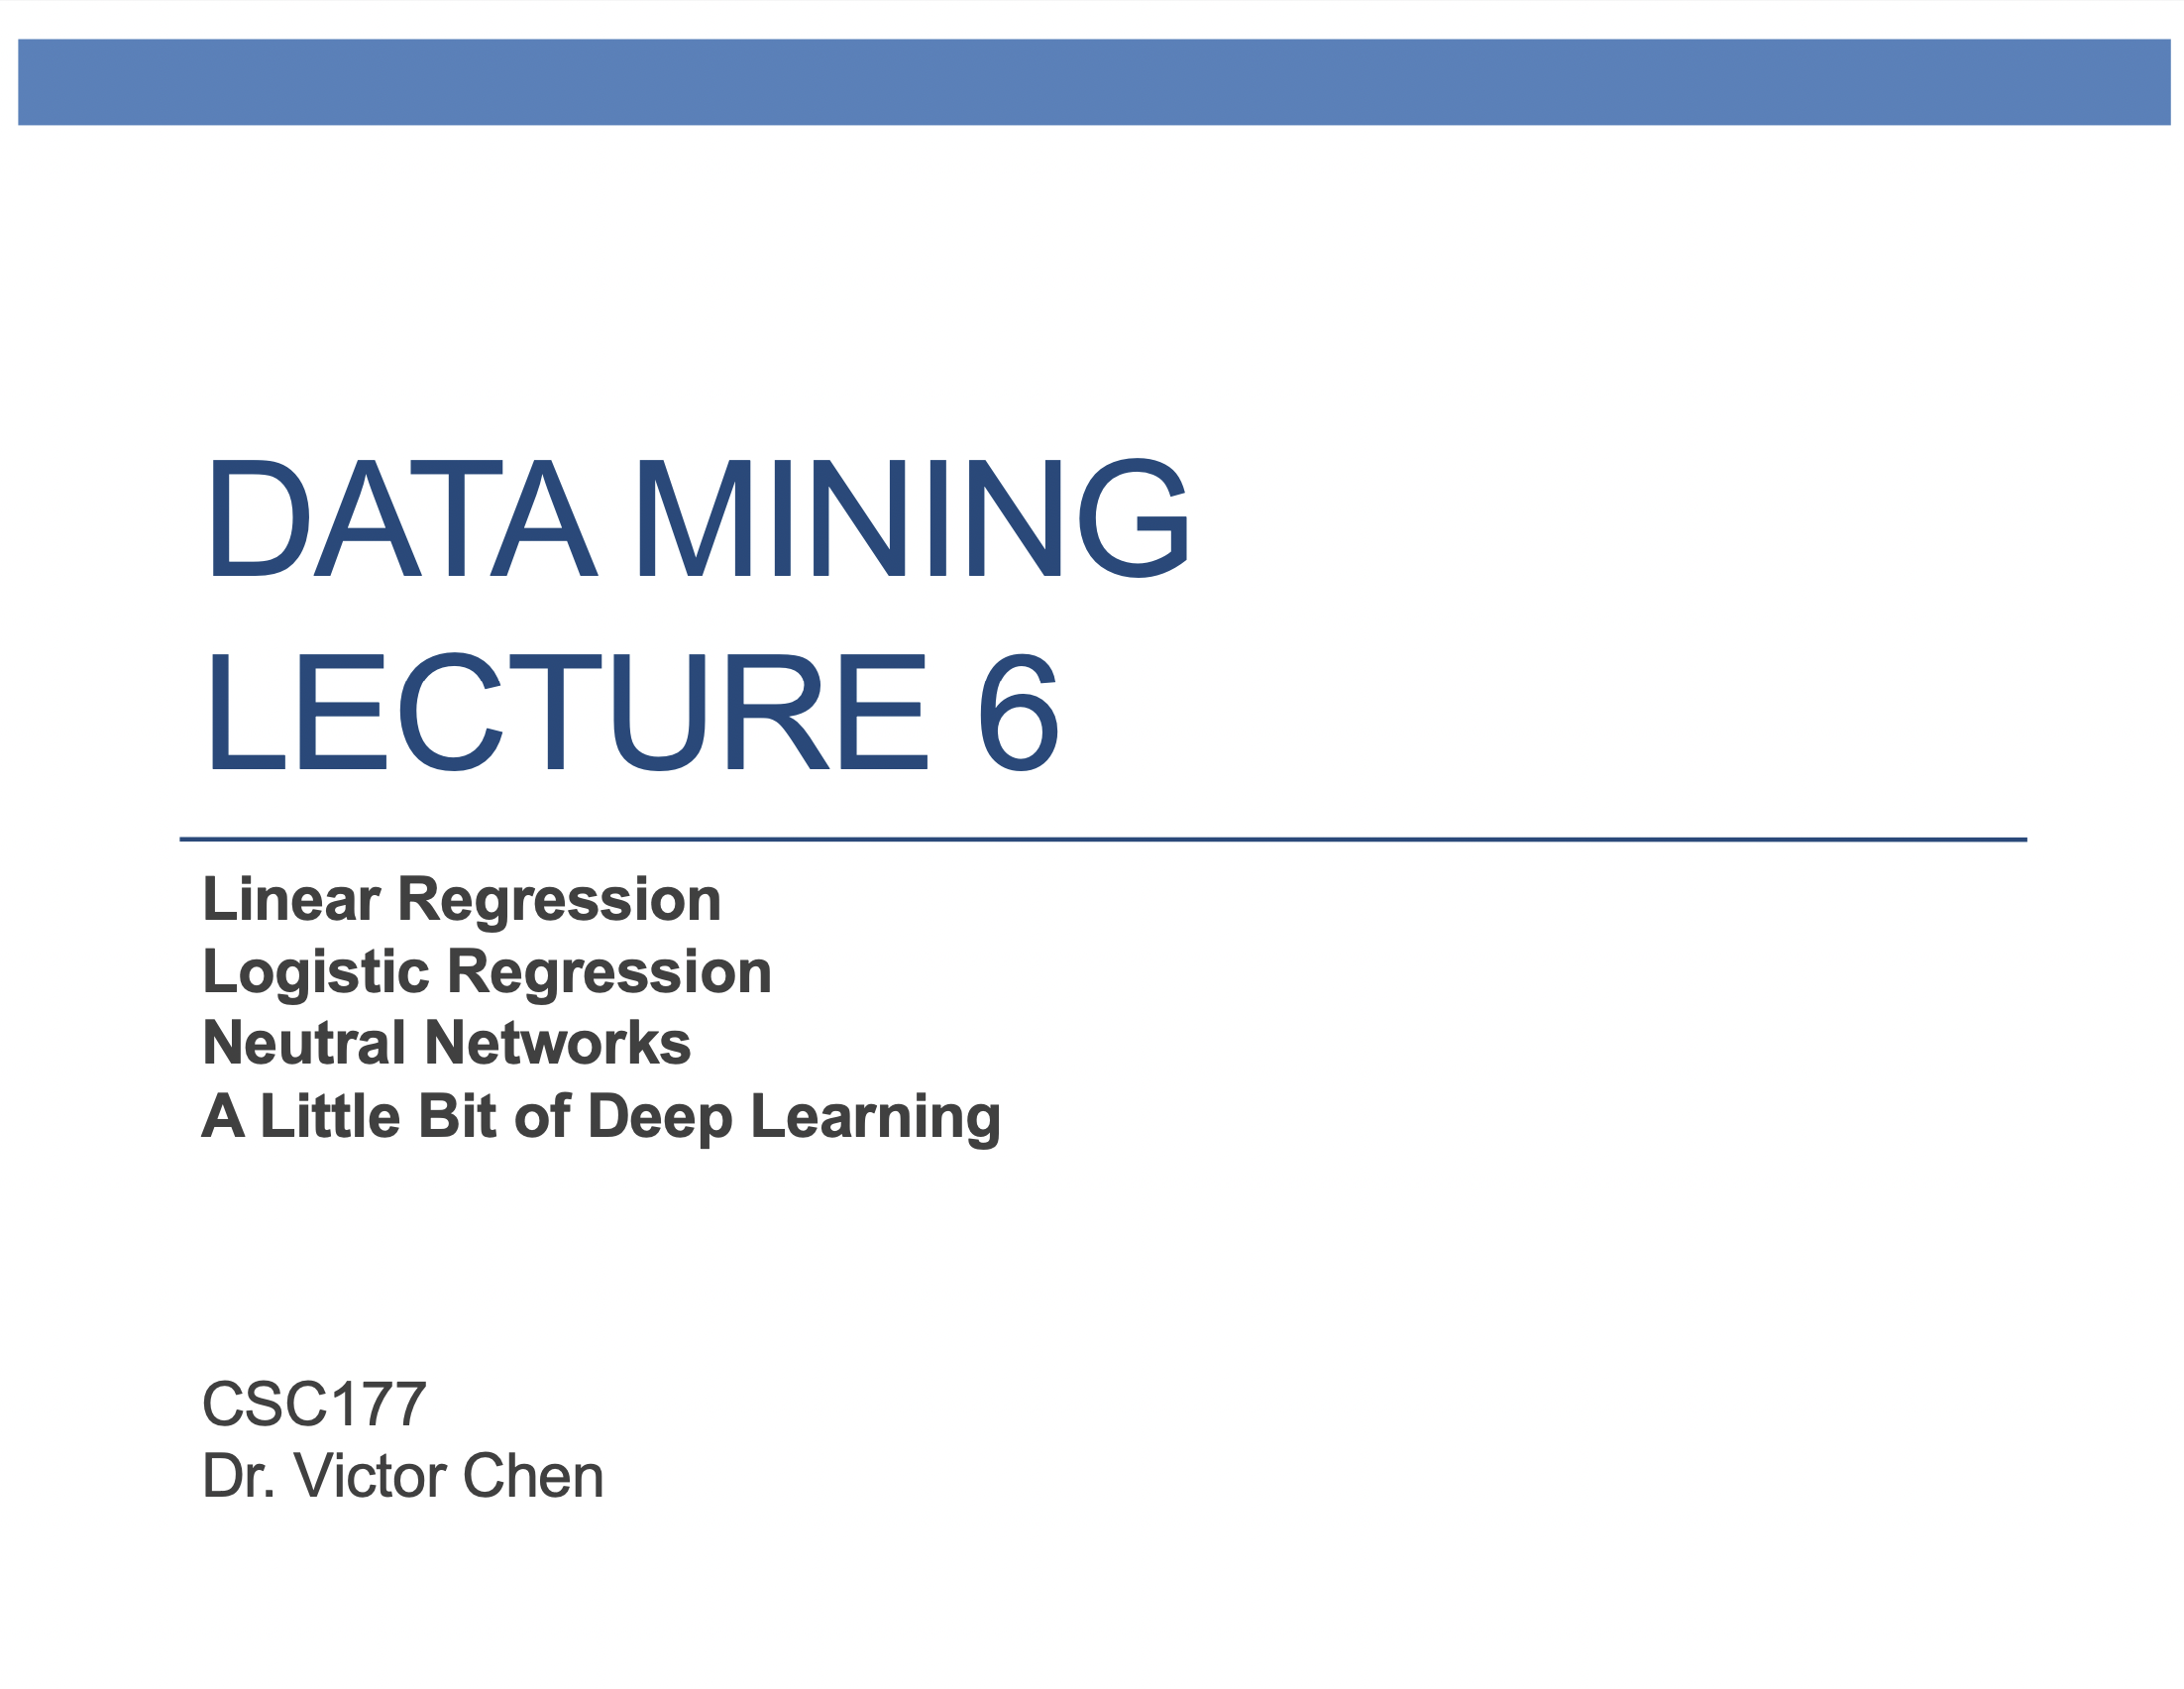 DATA MINING
LECTURE 6
Linear Regression
Logistic Regression
Neutral Networks
A Little Bit of Deep Learning
CSC177
Dr. Victor Chen